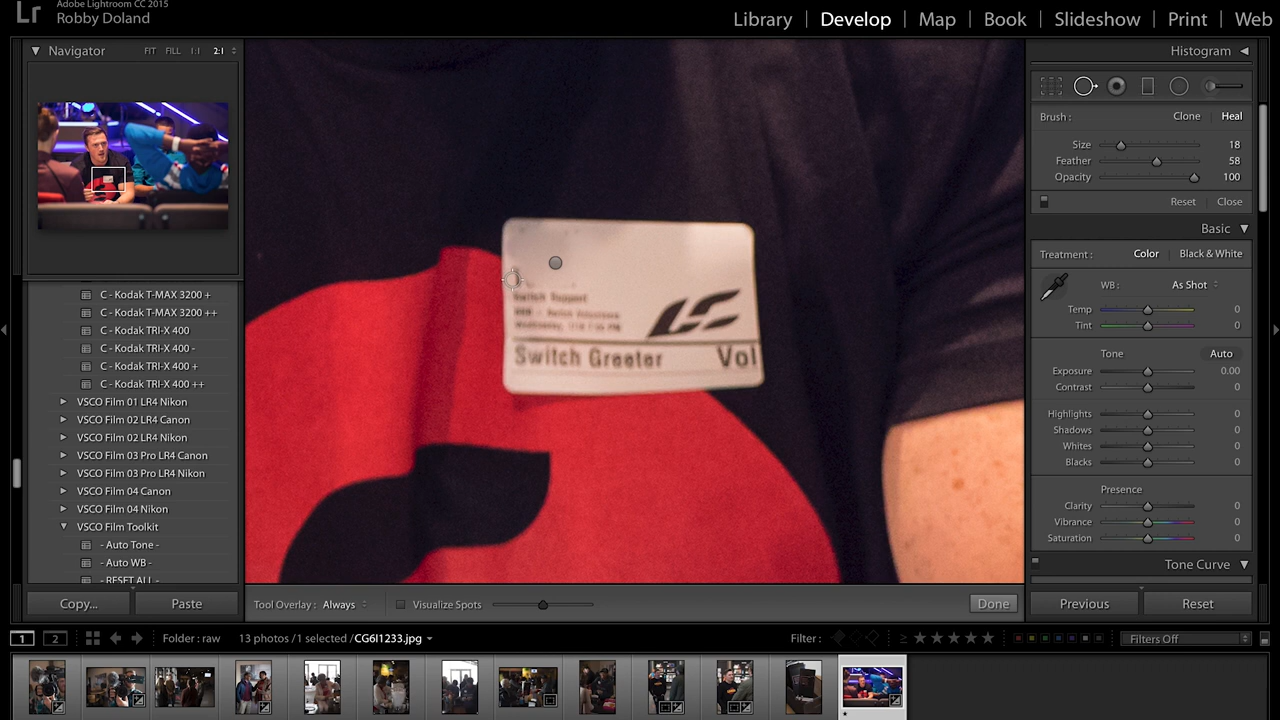 Adobe Lightroom CC 2015
Robby Doland
Library | Develop | Map | Book | Slideshow | Print | Web
Navigator FIT FILL 1:1 2:1
C - Kodak T-MAX 3200 +
C - Kodak T-MAX 3200 ++
C - Kodak TRI-X 400
C - Kodak TRI-X 400 -
C - Kodak TRI-X 400 +
C - Kodak TRI-X 400 ++
VSCO Film 01 LR4 Nikon
VSCO Film 02 LR4 Canon
VSCO Film 02 LR4 Nikon
VSCO Film 03 Pro LR4 Canon
VSCO Film 03 Pro LR4 Nikon
VSCO Film 04 Canon
VSCO Film 04 Nikon
VSCO Film Toolkit
- Auto Tone -
- Auto WB -
- RESET ALL -
Copy... Paste
Switch Support
Switch Greeter Vol
Tool Overlay : Always Visualize Spots Done
Histogram
Brush : Clone Heal
Size 18
Feather 58
Opacity 100
Reset Close
Basic
Treatment : Color Black & White
WB : As Shot
Temp 0
Tint 0
Tone Auto
Exposure 0.00
Contrast 0
Highlights 0
Shadows 0
Whites 0
Blacks 0
Presence
Clarity 0
Vibrance 0
Saturation 0
Tone Curve
Previous Reset
1 2 Folder : raw 13 photos / 1 selected / CG6I1233.jpg Filter : Filters Off